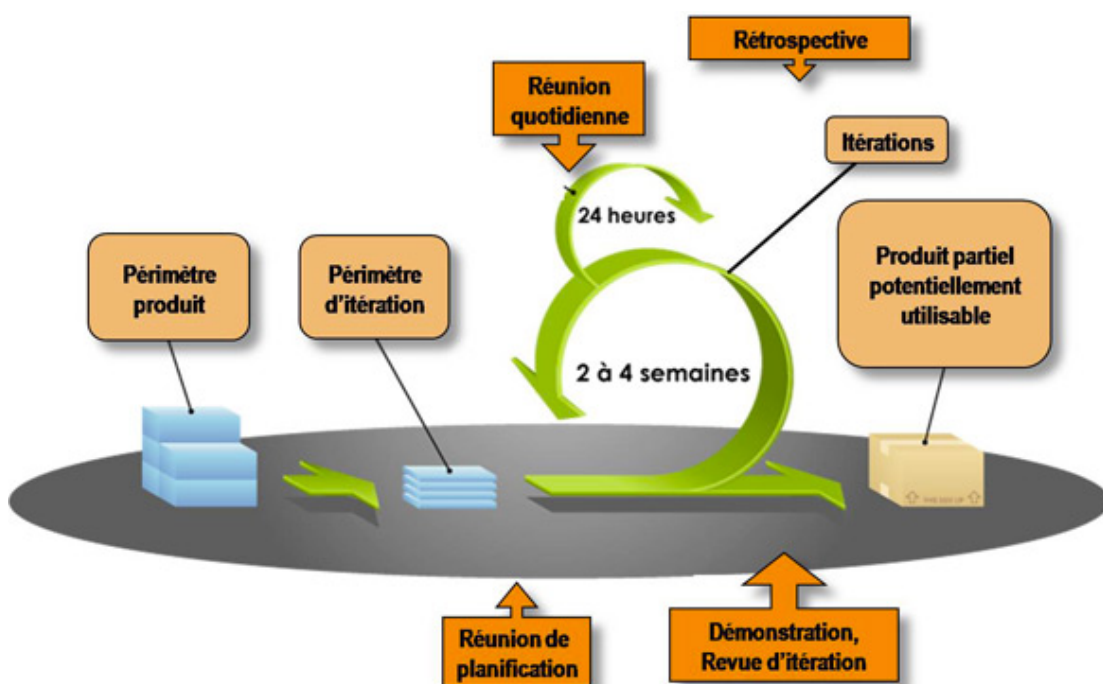 Rétrospective
Réunion
quotidienne
Itérations
24 heures
Périmètre
produit
Périmètre
d'itération
Produit partiel
potentiellement
utilisable
2 à 4 semaines
Réunion de
planification
Démonstration,
Revue d'itération